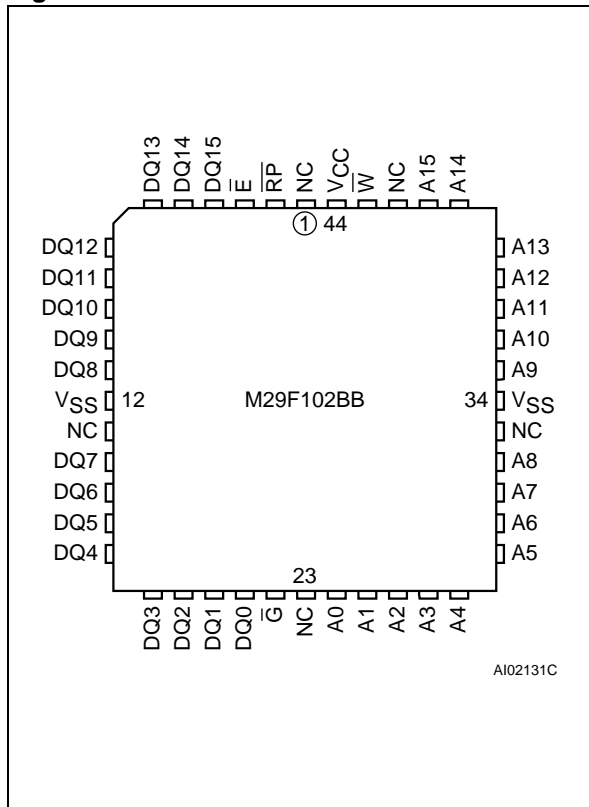 DQ13
DQ14
DQ15
E
RP
NC
VCC
W
NC
A15
A14
1 44
DQ12
DQ11
DQ10
DQ9
DQ8
VSS 12
NC
DQ7
DQ6
DQ5
DQ4
M29F102BB
A13
A12
A11
A10
A9
34 VSS
NC
A8
A7
A6
A5
23
DQ3
DQ2
DQ1
DQ0
G
NC
A0
A1
A2
A3
A4
AI02131C